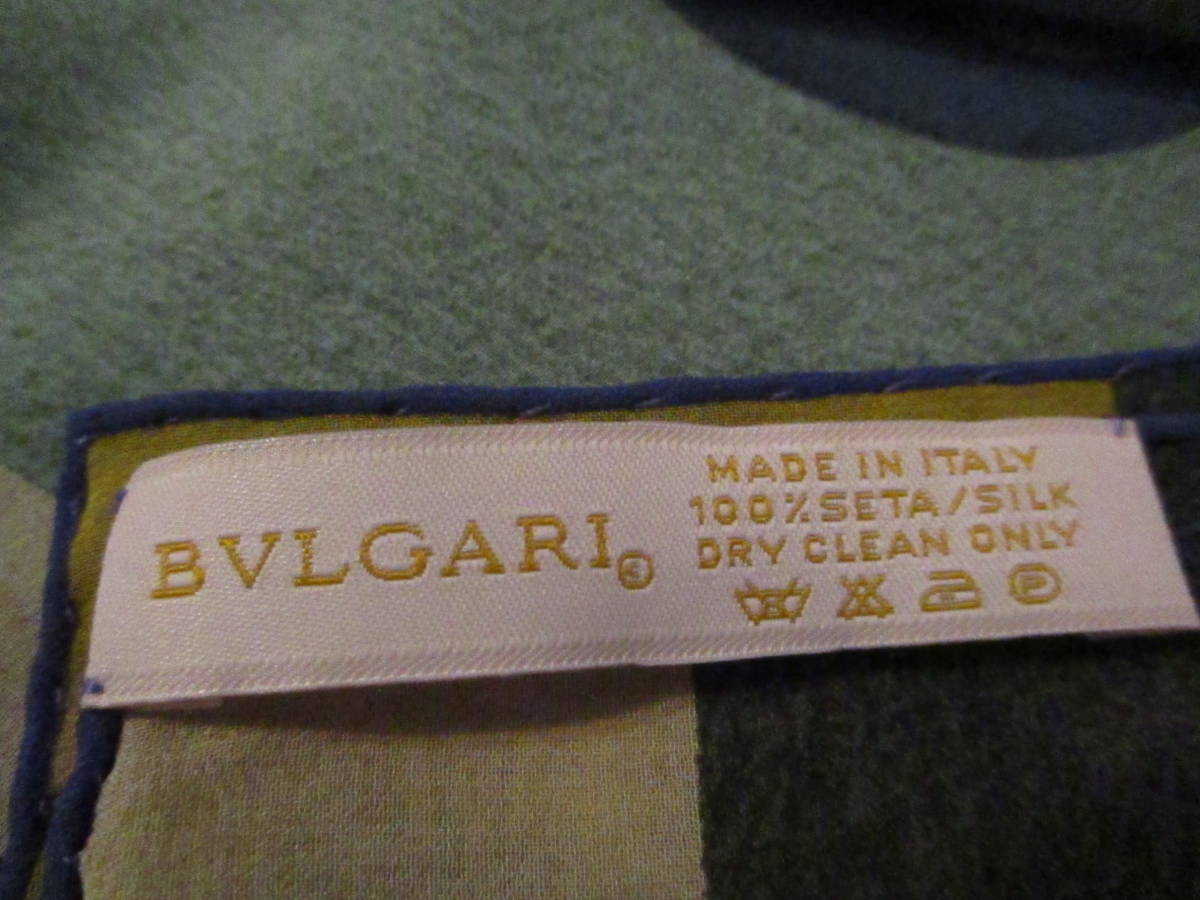 BVLGARI®
MADE IN ITALY
100% SETA/SILK
DRY CLEAN ONLY
P